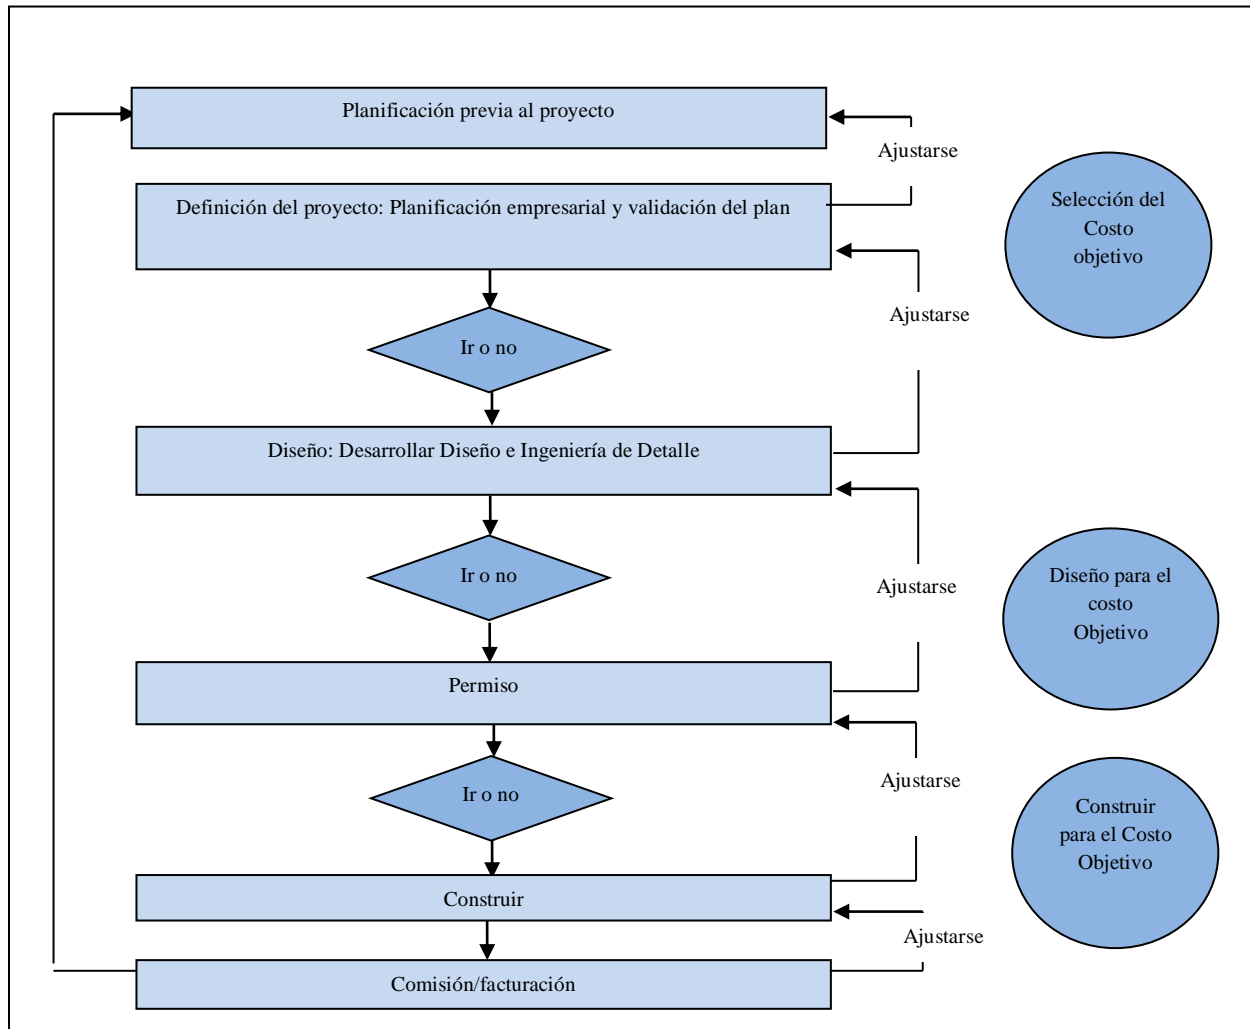 Planificación previa al proyecto
Ajustarse
Definición del proyecto: Planificación empresarial y validación del plan
Selección del
Costo
objetivo
Ajustarse
Ir o no
Diseño: Desarrollar Diseño e Ingeniería de Detalle
Ir o no
Ajustarse
Diseño para el
costo
Objetivo
Permiso
Ajustarse
Ir o no
Construir
para el Costo
Objetivo
Construir
Ajustarse
Comisión/facturación